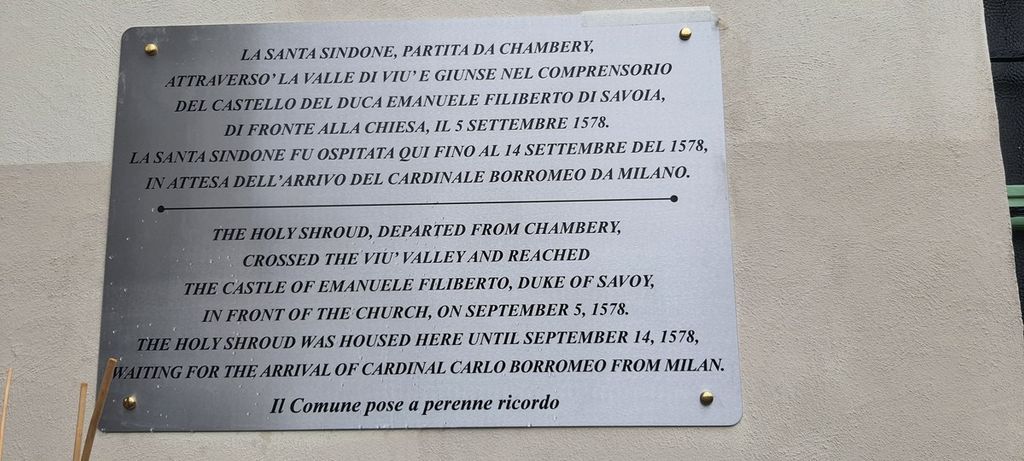 LA SANTA SINDONE, PARTITA DA CHAMBERY,
ATTRAVERSO' LA VALLE DI VIU' E GIUNSE NEL COMPRENSORIO
DEL CASTELLO DEL DUCA EMANUELE FILIBERTO DI SAVOIA,
DI FRONTE ALLA CHIESA, IL 5 SETTEMBRE 1578.
LA SANTA SINDONE FU OSPITATA QUI FINO AL 14 SETTEMBRE DEL 1578,
IN ATTESA DELL'ARRIVO DEL CARDINALE BORROMEO DA MILANO.
THE HOLY SHROUD, DEPARTED FROM CHAMBERY,
CROSSED THE VIU' VALLEY AND REACHED
THE CASTLE OF EMANUELE FILIBERTO, DUKE OF SAVOY,
IN FRONT OF THE CHURCH, ON SEPTEMBER 5, 1578.
THE HOLY SHROUD WAS HOUSED HERE UNTIL SEPTEMBER 14, 1578,
WAITING FOR THE ARRIVAL OF CARDINAL CARLO BORROMEO FROM MILAN.
Il Comune pose a perenne ricordo